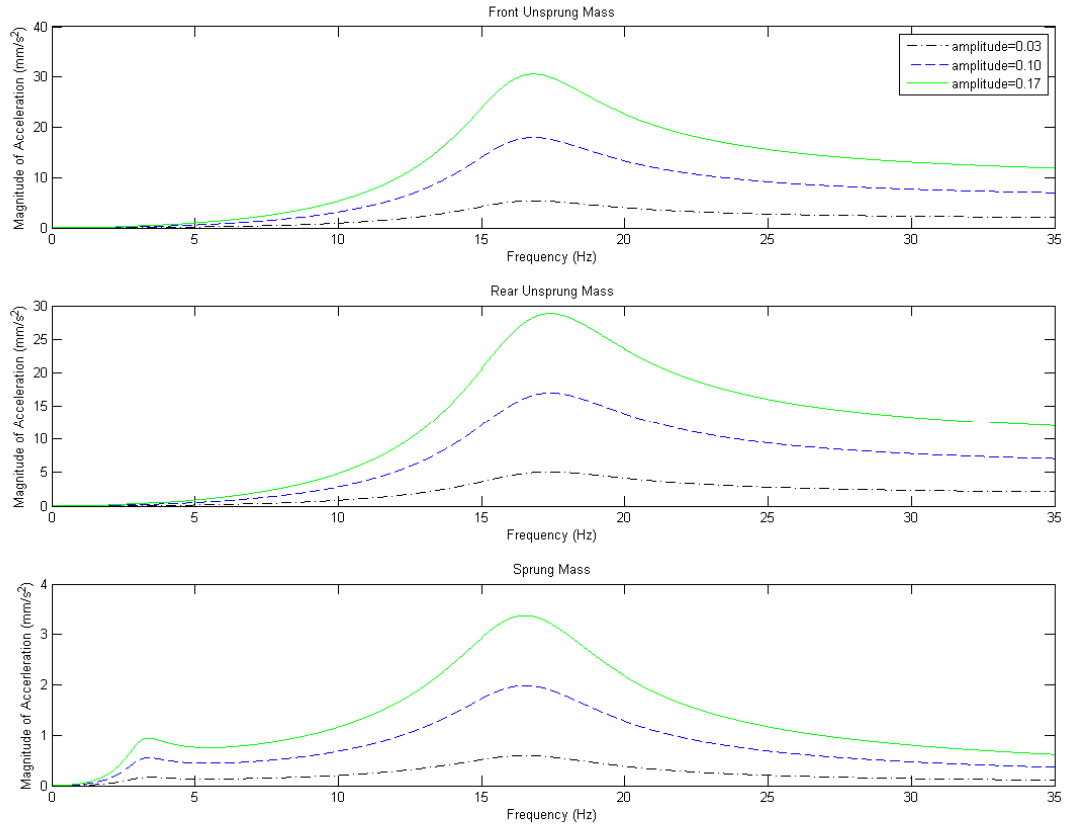 Front Unsprung Mass
Magnitude of Acceleration (mm/s²)
40
30
20
10
0
amplitude=0.03
amplitude=0.10
amplitude=0.17
0 5 10 15 20 25 30 35
Frequency (Hz)
Rear Unsprung Mass
Magnitude of Acceleration (mm/s²)
30
25
20
15
10
5
0
0 5 10 15 20 25 30 35
Frequency (Hz)
Sprung Mass
Magnitude of Accerleration (mm/s²)
4
3
2
1
0
0 5 10 15 20 25 30 35
Frequency (Hz)